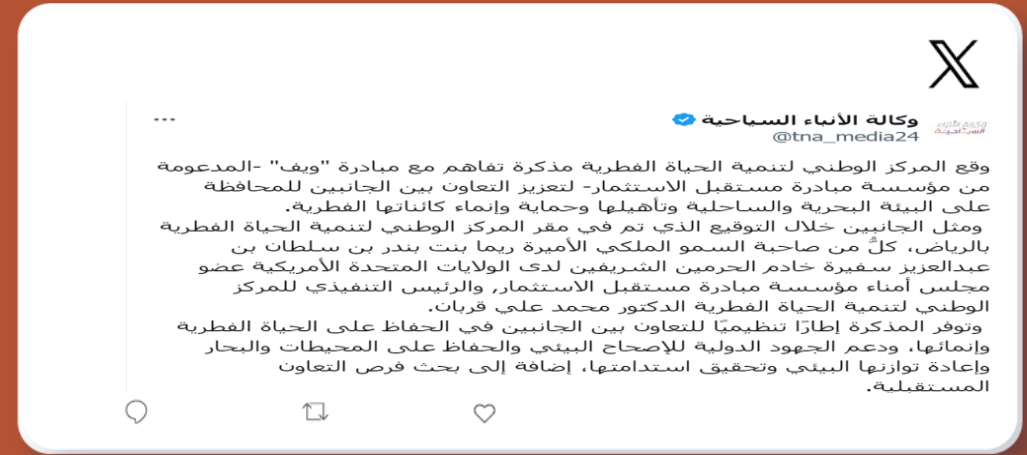 وكالة الأنباء السياحية
@tna_media24
وقع المركز الوطني لتنمية الحياة الفطرية مذكرة تفاهم مع مبادرة "ويف" -المدعومة
من مؤسسة مبادرة مستقبل الاستثمار- لتعزيز التعاون بين الجانبين للمحافظة
على البيئة البحرية والساحلية وتأهيلها وحماية وإنماء كائناتها الفطرية.
ومثل الجانبين خلال التوقيع الذي تم في مقر المركز الوطني لتنمية الحياة الفطرية
بالرياض، كلٌّ من صاحبة السمو الملكي الأميرة ريما بنت بندر بن سلطان بن
عبدالعزيز سفيرة خادم الحرمين الشريفين لدى الولايات المتحدة الأمريكية عضو
مجلس أمناء مؤسسة مبادرة مستقبل الاستثمار, والرئيس التنفيذي للمركز
الوطني لتنمية الحياة الفطرية الدكتور محمد علي قربان.
وتوفر المذكرة إطارًا تنظيميًا للتعاون بين الجانبين في الحفاظ على الحياة الفطرية
وإنمائها، ودعم الجهود الدولية للإصحاح البيئي والحفاظ على المحيطات والبحار
وإعادة توازنها البيئي وتحقيق استدامتها، إضافة إلى بحث فرص التعاون
المستقبلية.